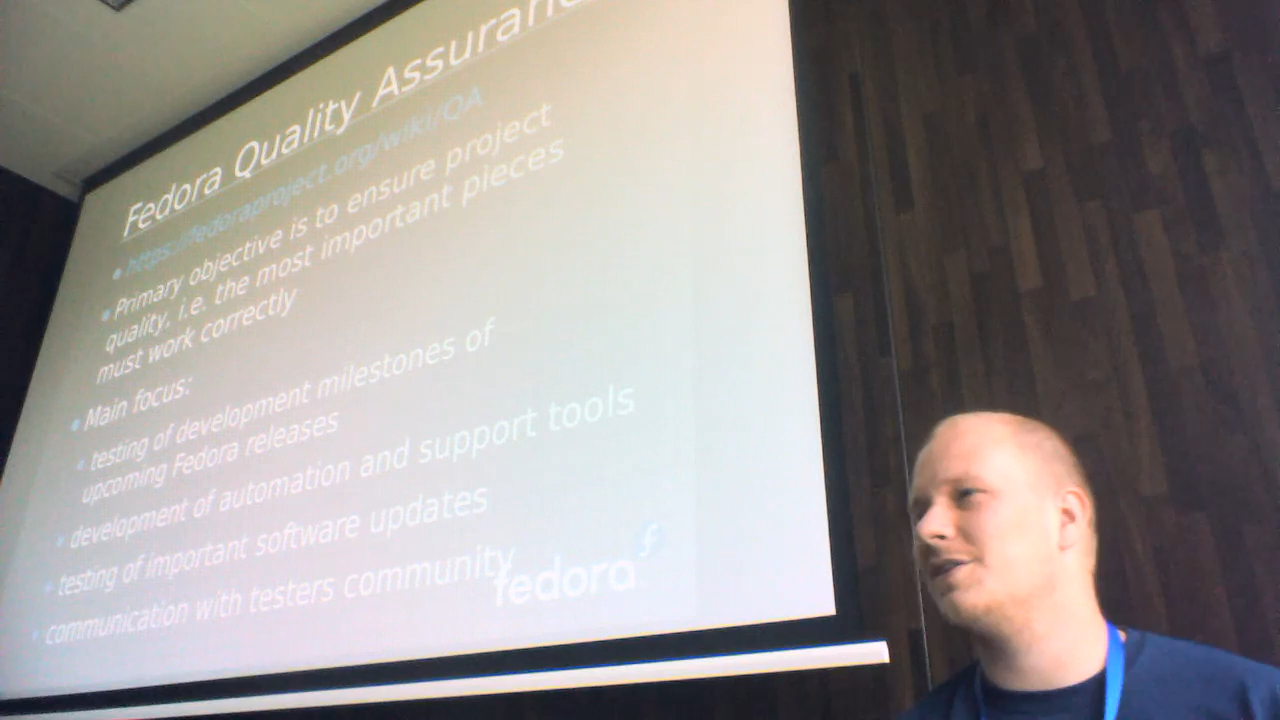 Fedora Quality Assuran
https://fedoraproject.org/wiki/QA
Primary objective is to ensure project
quality, i.e. the most important pieces
must work correctly
Main focus:
testing of development milestones of
upcoming Fedora releases
development of automation and support tools
testing of important software updates
communication with testers community
fedora f